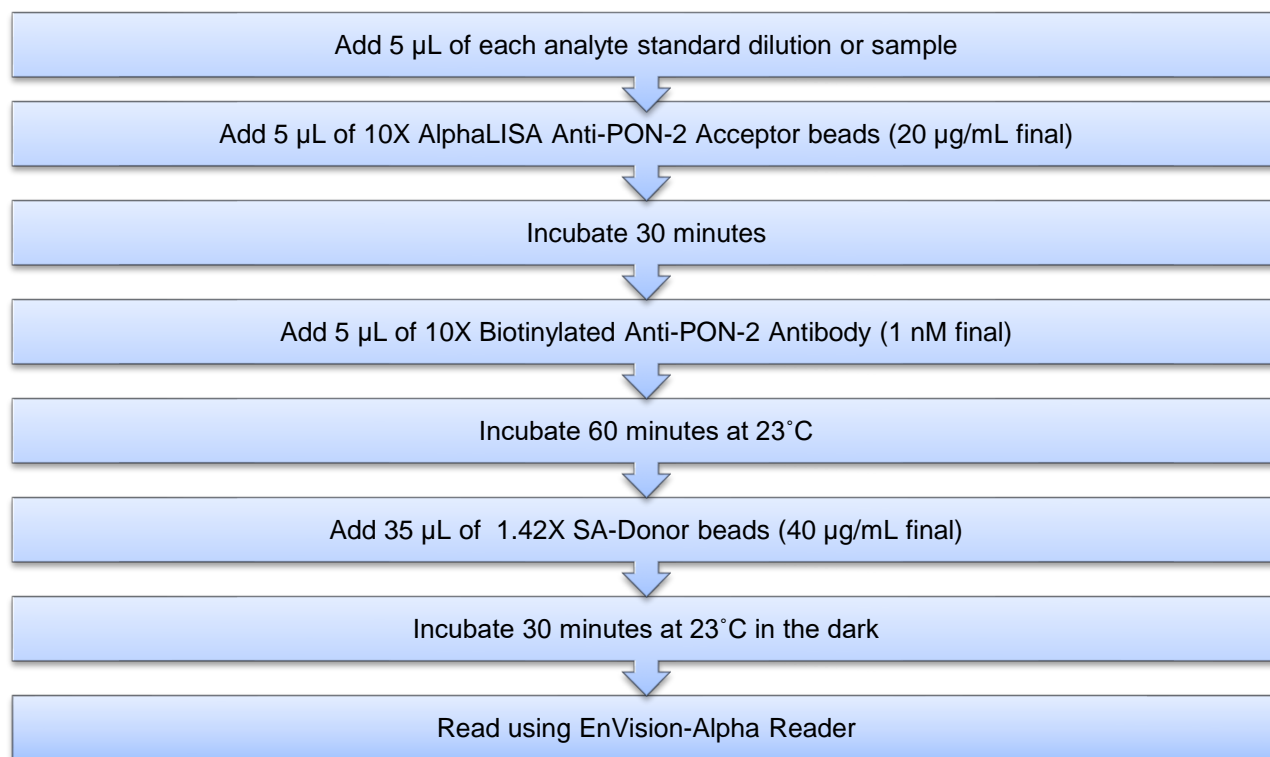 Add 5 µL of each analyte standard dilution or sample
Add 5 µL of 10X AlphaLISA Anti-PON-2 Acceptor beads (20 µg/mL final)
Incubate 30 minutes
Add 5 µL of 10X Biotinylated Anti-PON-2 Antibody (1 nM final)
Incubate 60 minutes at 23˚C
Add 35 µL of  1.42X SA-Donor beads (40 µg/mL final)
Incubate 30 minutes at 23˚C in the dark
Read using EnVision-Alpha Reader